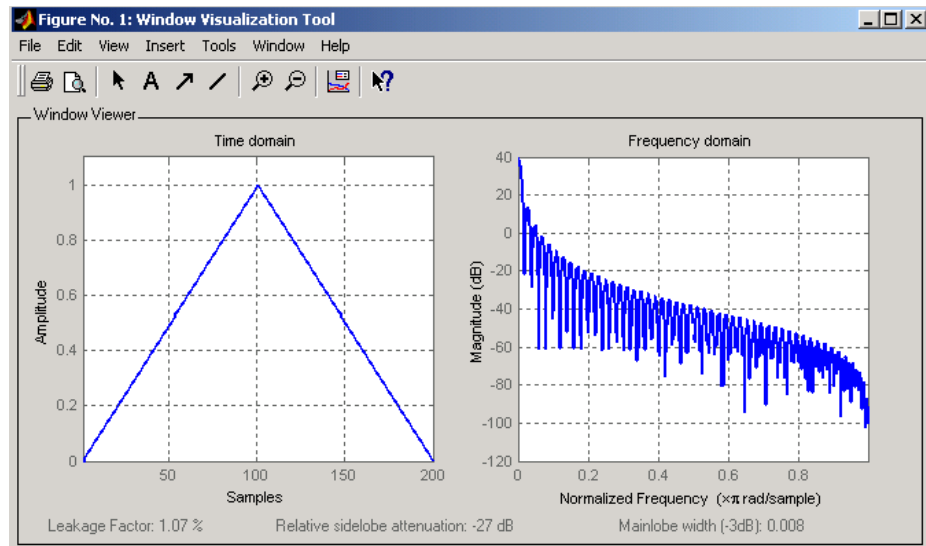 Figure No. 1: Window Visualization Tool
File Edit View Insert Tools Window Help
A
Window Viewer
Time domain
1
0.8
0.6
0.4
0.2
0
50 100 150 200
Amplitude
Samples
Frequency domain
40
20
0
-20
-40
-60
-80
-100
-120
0 0.2 0.4 0.6 0.8
Magnitude (dB)
Normalized Frequency (×π rad/sample)
Leakage Factor: 1.07 % Relative sidelobe attenuation: -27 dB Mainlobe width (-3dB): 0.008